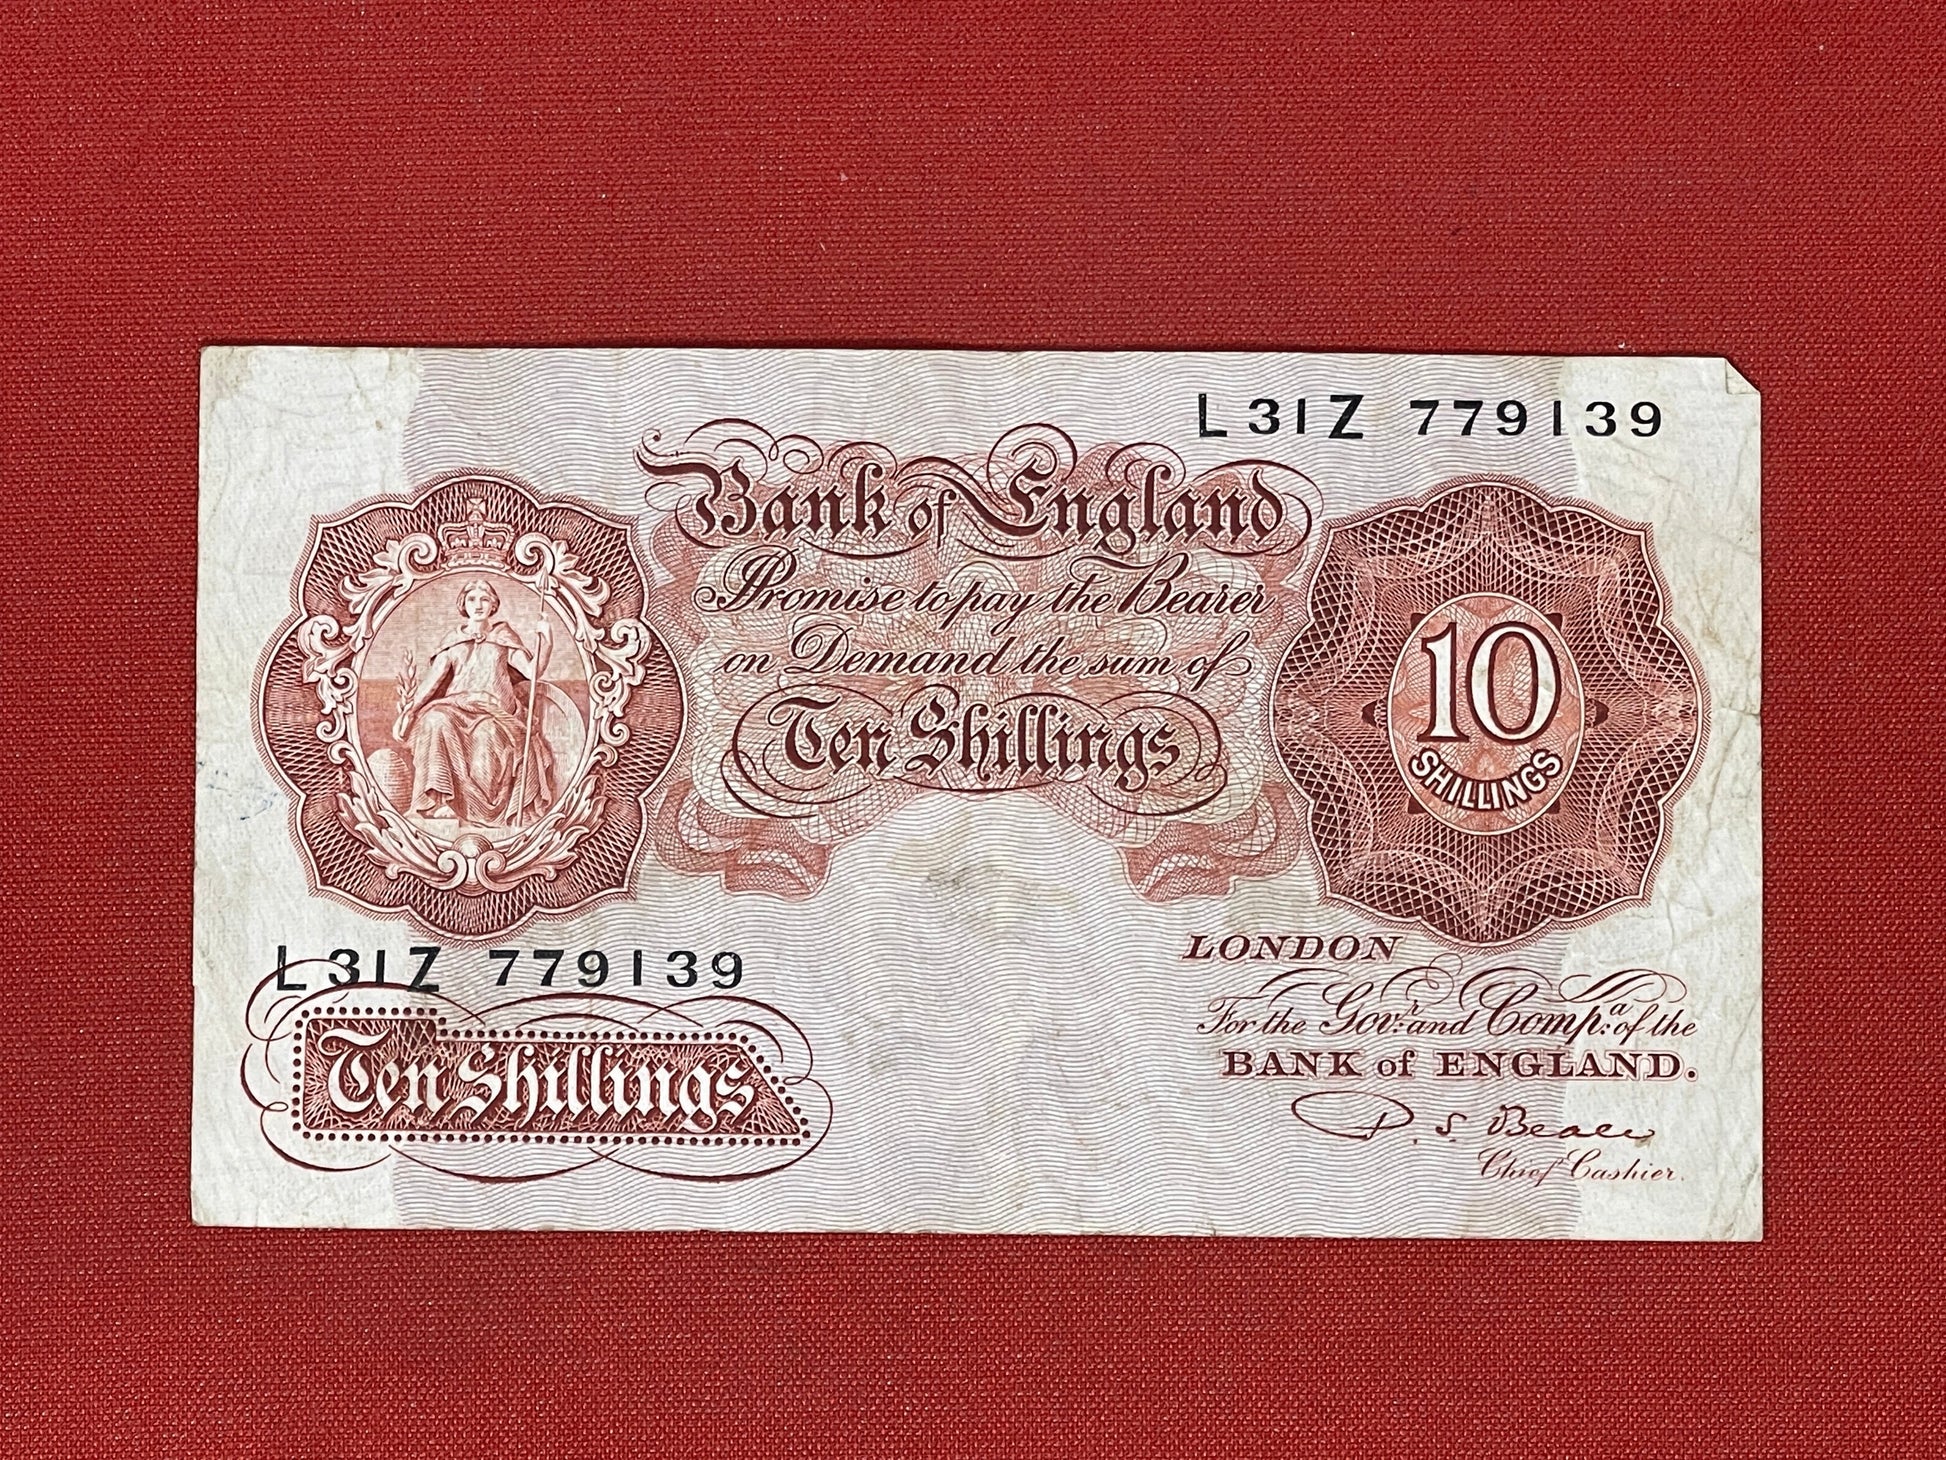 L31Z 779139
Bank of England
Promise to pay the Bearer
on Demand the sum of
Ten Shillings
10
SHILLINGS
L31Z 779139
Ten Shillings
LONDON
For the Govr: and Compa: of the
BANK of ENGLAND.
P. S. Beale
Chief Cashier.